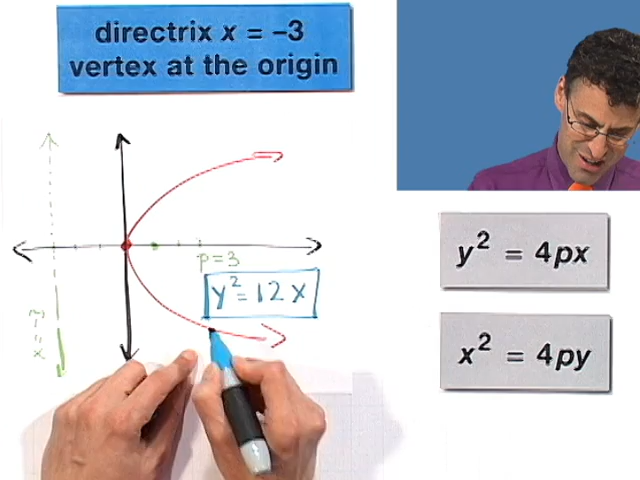 directrix x = –3
vertex at the origin
p = 3
y² = 12x
x=-3
y² = 4px
x² = 4py